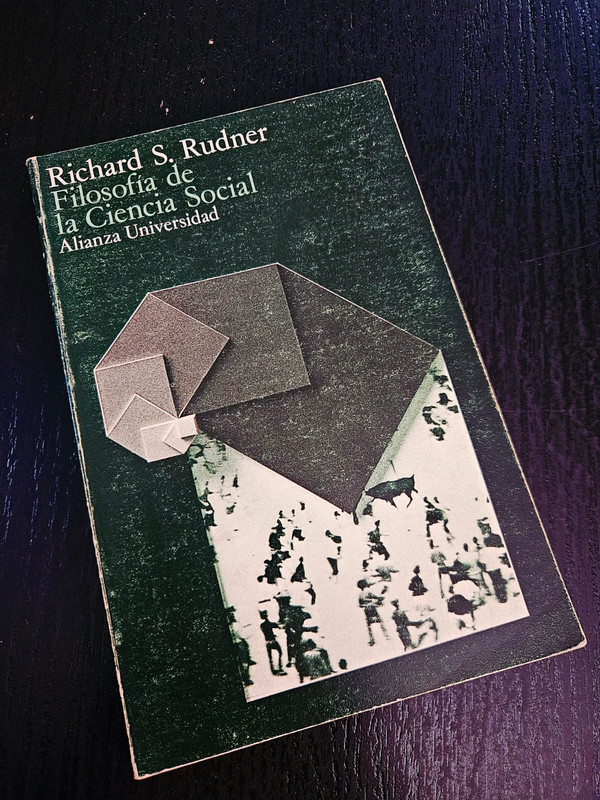 Richard S. Rudner
Filosofía de
la Ciencia Social
Alianza Universidad